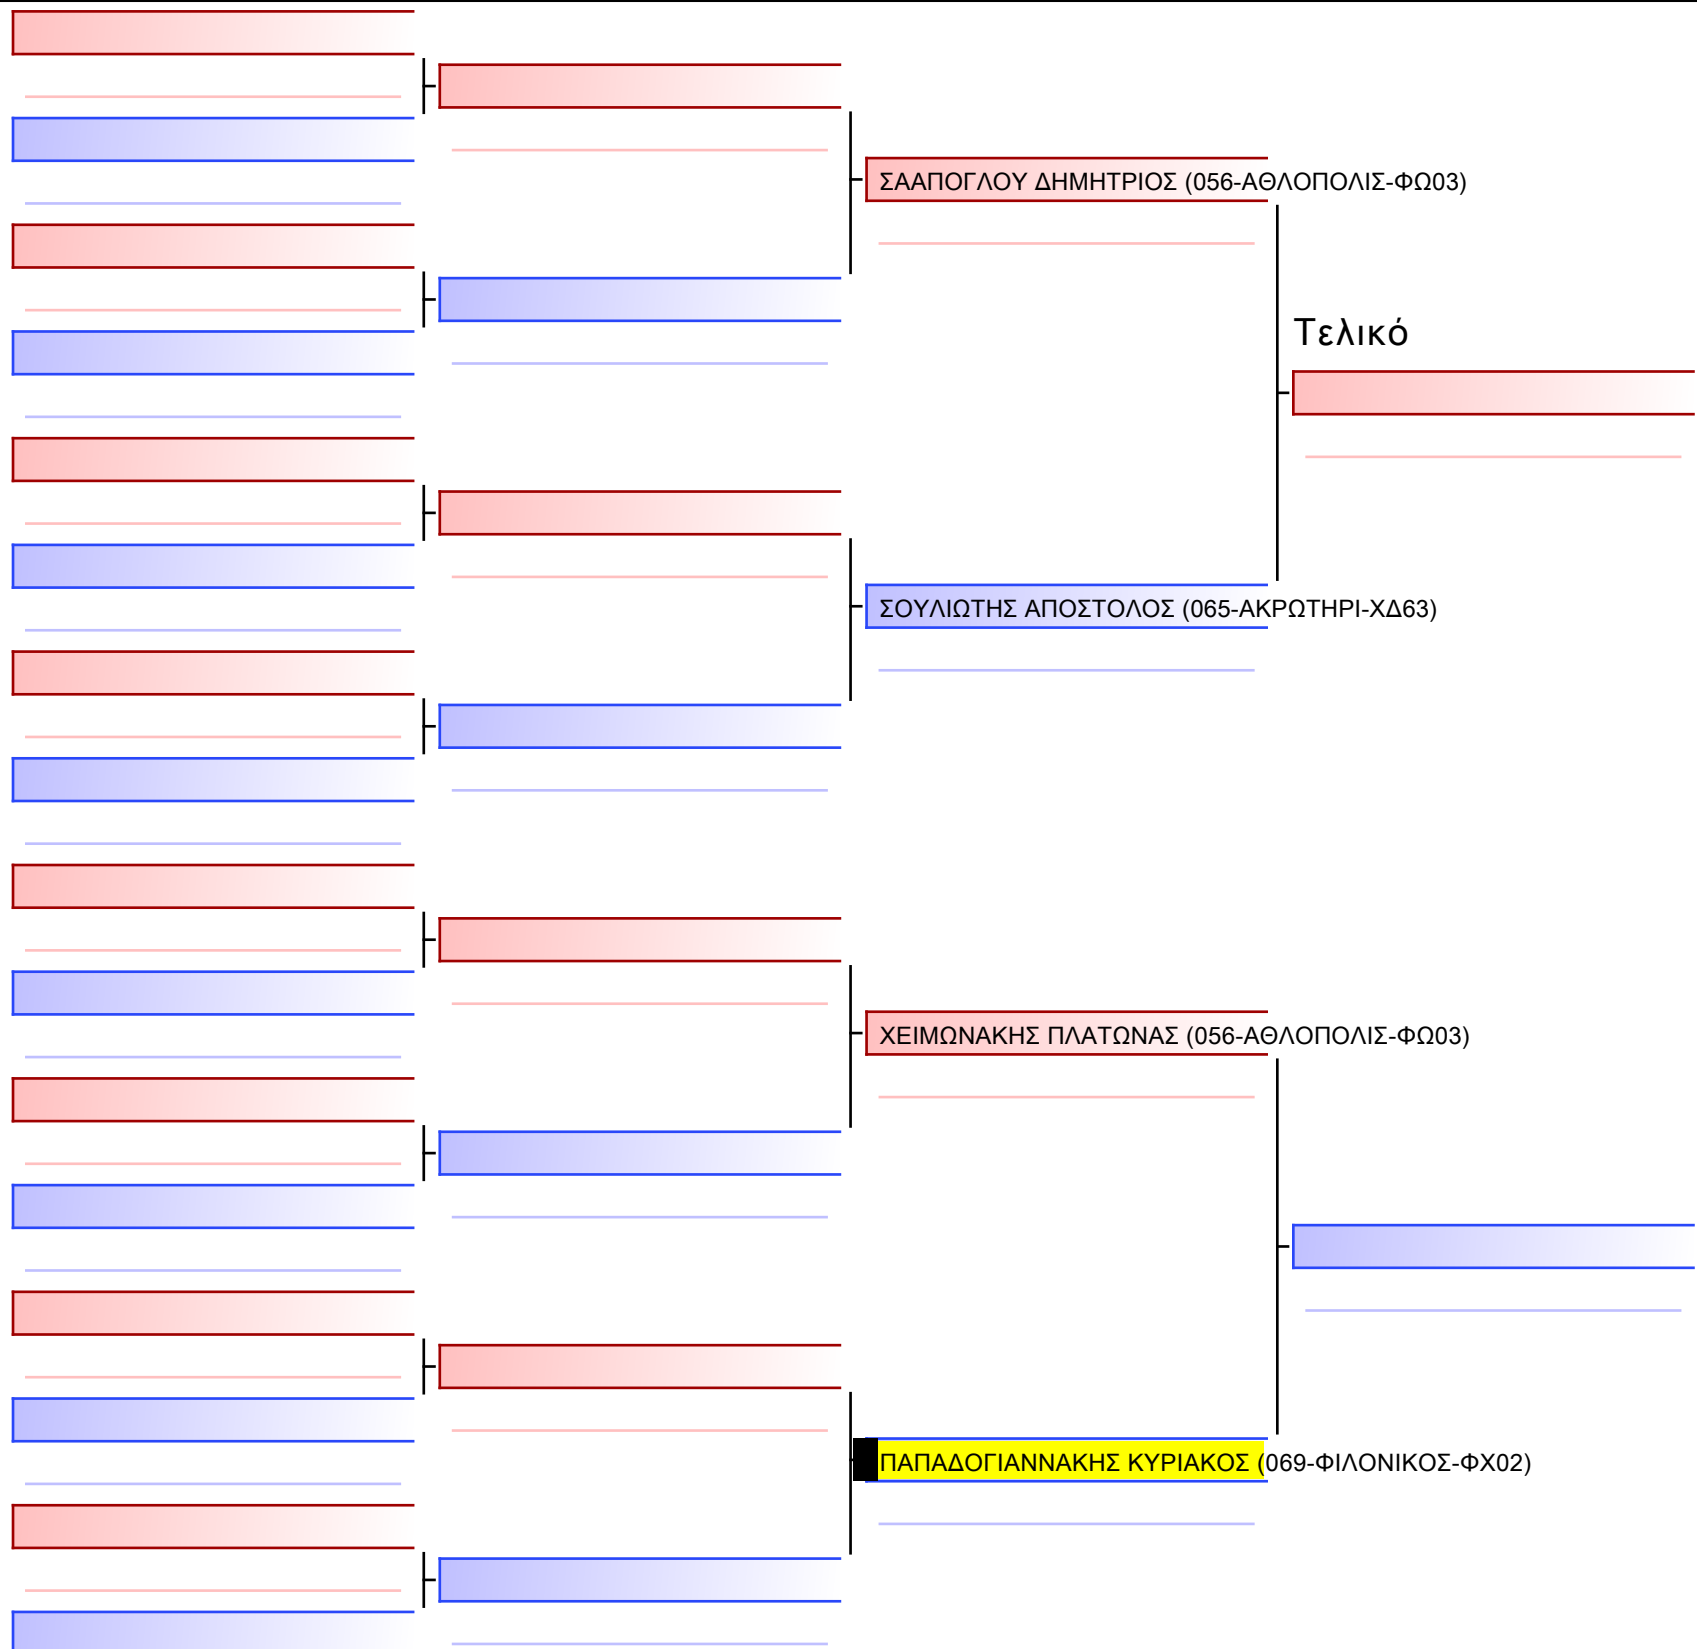 ΣΑΑΠΟΓΛΟΥ ΔΗΜΗΤΡΙΟΣ (056-ΑΘΛΟΠΟΛΙΣ-ΦΩ03)
Τελικό
ΣΟΥΛΙΩΤΗΣ ΑΠΟΣΤΟΛΟΣ (065-ΑΚΡΩΤΗΡΙ-ΧΔ63)
ΧΕΙΜΩΝΑΚΗΣ ΠΛΑΤΩΝΑΣ (056-ΑΘΛΟΠΟΛΙΣ-ΦΩ03)
ΠΑΠΑΔΟΓΙΑΝΝΑΚΗΣ ΚΥΡΙΑΚΟΣ (069-ΦΙΛΟΝΙΚΟΣ-ΦΧ02)